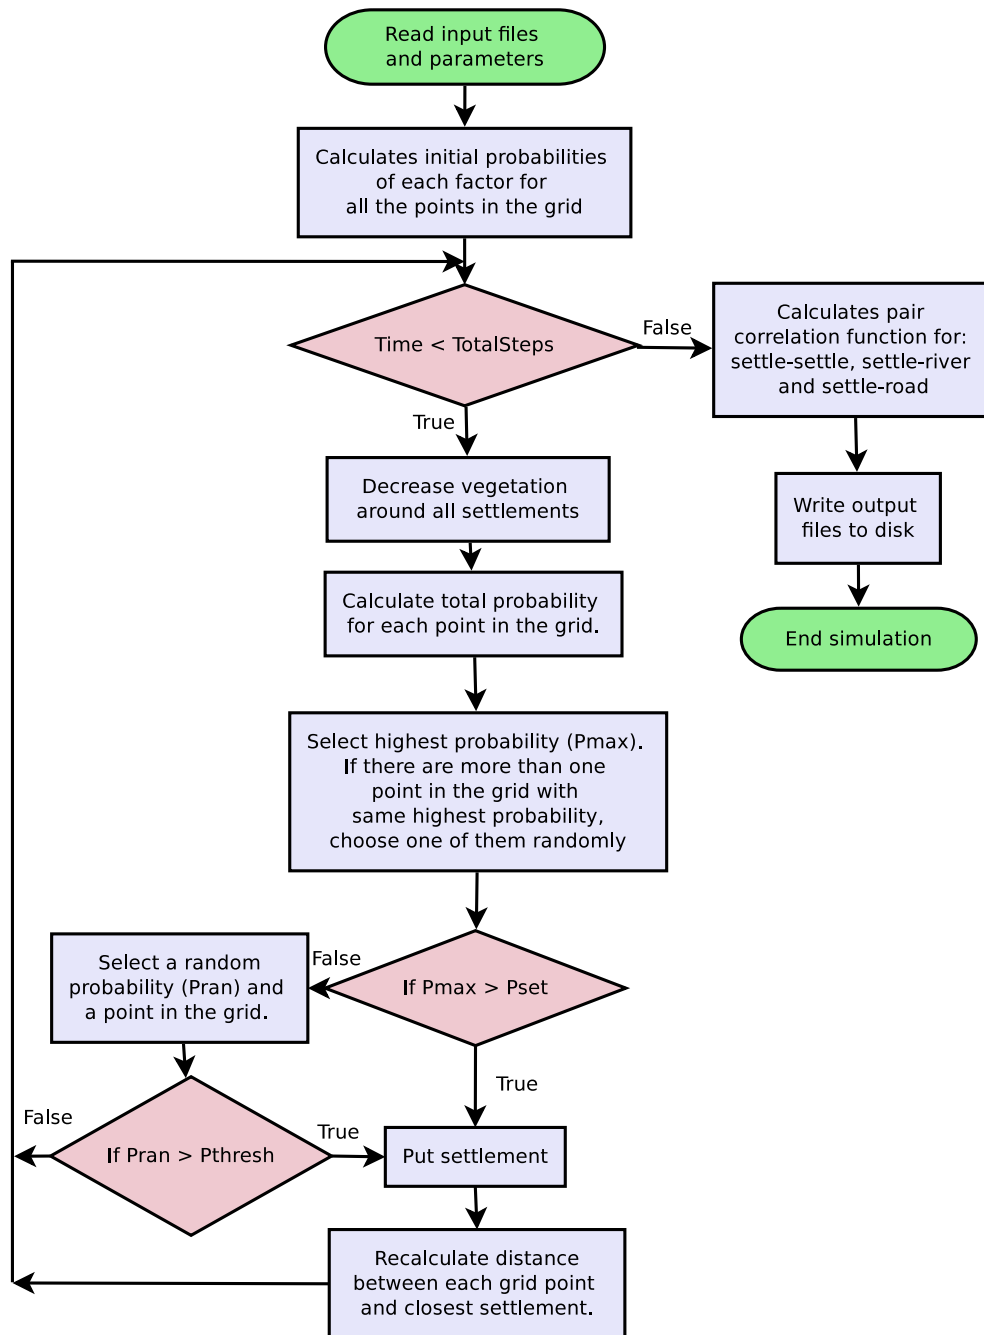 Read input files
and parameters
Calculates initial probabilities
of each factor for
all the points in the grid
Time < TotalSteps
False
Calculates pair
correlation function for:
settle-settle, settle-river
and settle-road
True
Decrease vegetation
around all settlements
Write output
files to disk
Calculate total probability
for each point in the grid.
End simulation
Select highest probability (Pmax).
If there are more than one
point in the grid with
same highest probability,
choose one of them randomly
If Pmax > Pset
False
Select a random
probability (Pran) and
a point in the grid.
True
If Pran > Pthresh
False
True
Put settlement
Recalculate distance
between each grid point
and closest settlement.